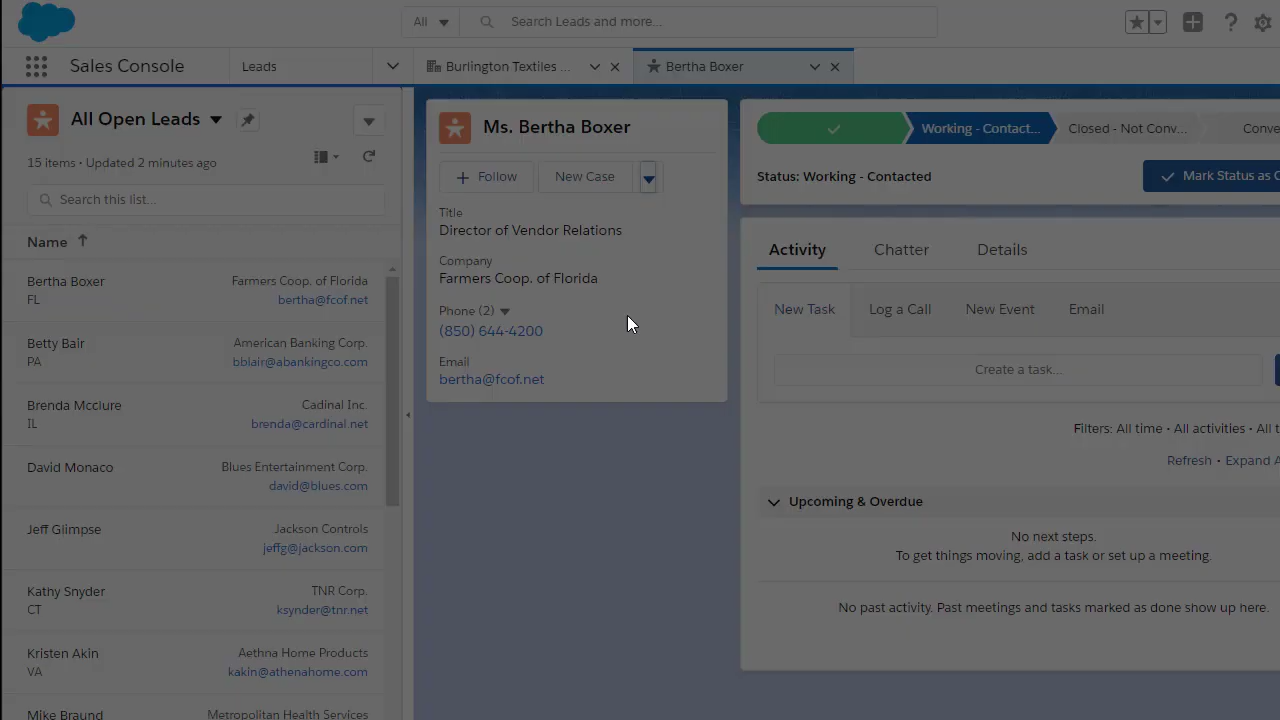 All
Search Leads and more...
Sales Console
Leads
Burlington Textiles ...
Bertha Boxer
All Open Leads
15 items • Updated 2 minutes ago
Search this list...
Name
Bertha Boxer
Farmers Coop. of Florida
FL
bertha@fcof.net
Betty Bair
American Banking Corp.
PA
bblair@abankingco.com
Brenda Mcclure
Cadinal Inc.
IL
brenda@cardinal.net
David Monaco
Blues Entertainment Corp.
david@blues.com
Jeff Glimpse
Jackson Controls
jeffg@jackson.com
Kathy Snyder
TNR Corp.
CT
ksynder@tnr.net
Kristen Akin
Aethna Home Products
VA
kakin@athenahome.com
Mike Braund
Metropolitan Health Services
Ms. Bertha Boxer
Follow
New Case
Title
Director of Vendor Relations
Company
Farmers Coop. of Florida
Phone (2)
(850) 644-4200
Email
bertha@fcof.net
Working - Contact...
Closed - Not Conv...
Conve
Status: Working - Contacted
Mark Status as C
Activity
Chatter
Details
New Task
Log a Call
New Event
Email
Create a task...
Filters: All time • All activities • All t
Refresh • Expand A
Upcoming & Overdue
No next steps.
To get things moving, add a task or set up a meeting.
No past activity. Past meetings and tasks marked as done show up here.